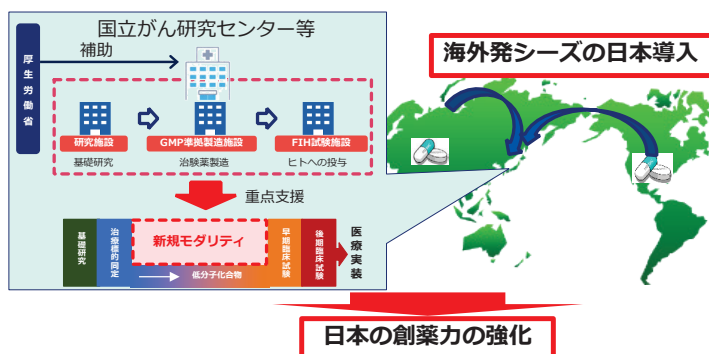 国立がん研究センター等
厚生労働省
補助
研究施設
GMP準拠製造施設
FIH試験施設
基礎研究
治験薬製造
ヒトへの投与
重点支援
基礎研究
治療標的同定
新規モダリティ
低分子化合物
早期臨床試験
後期臨床試験
医療実装
海外発シーズの日本導入
日本の創薬力の強化